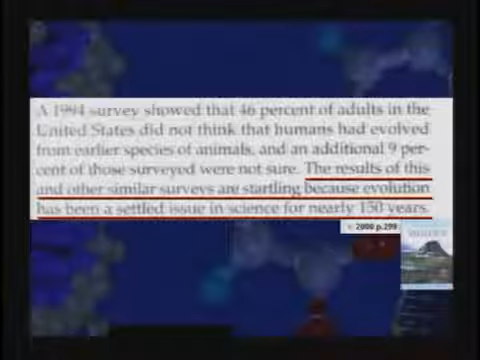 A 1994 survey showed that 46 percent of adults in the
United States did not think that humans had evolved
from earlier species of animals, and an additional 9 per-
cent of those surveyed were not sure. The results of this
and other similar surveys are startling because evolution
has been a settled issue in science for nearly 150 years.
© 2000 p.299